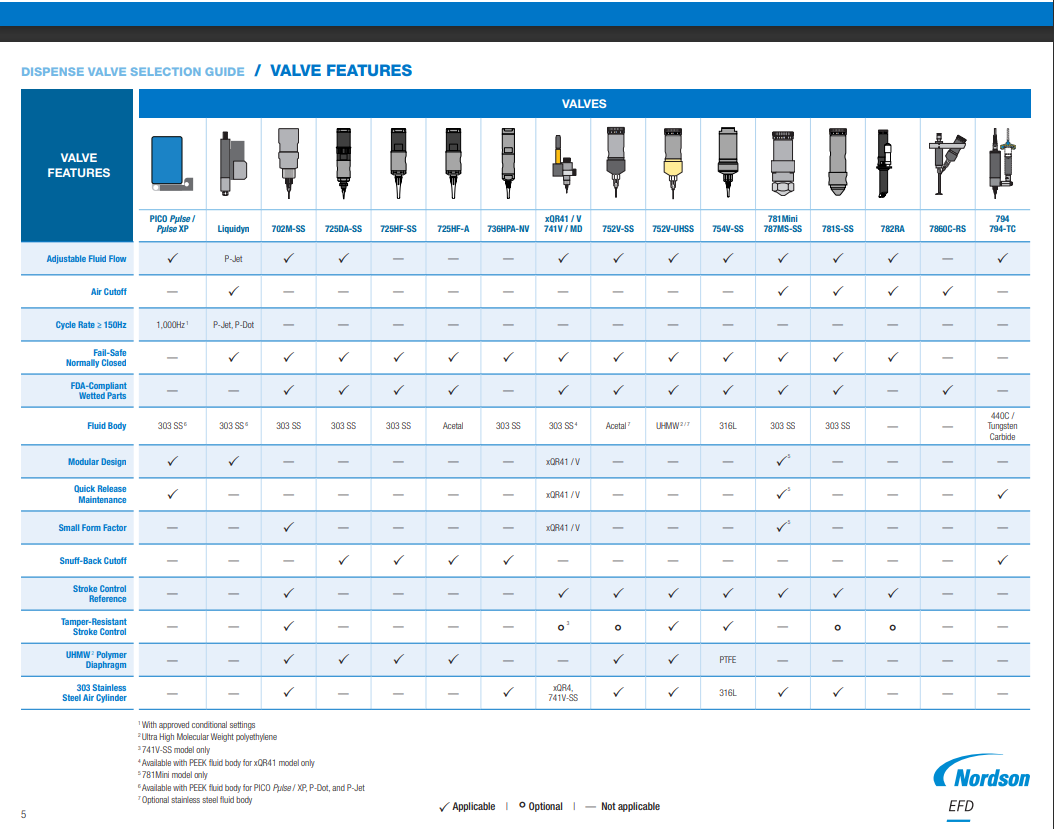 DISPENSE VALVE SELECTION GUIDE / VALVE FEATURES
VALVE
FEATURES
VALVES
PICO Pµlse /
Pµlse XP
Liquidyn
702M-SS
725DA-SS
725HF-SS
725HF-A
736HPA-NV
xQR41 / V
741V / MD
752V-SS
752V-UHSS
754V-SS
781Mini
787MS-SS
781S-SS
782RA
7860C-RS
794
794-TC
Adjustable Fluid Flow ✓ P-Jet ✓ ✓ — — — ✓ ✓ ✓ ✓ ✓ ✓ ✓ — ✓
Air Cutoff — ✓ — — — — — — — — — ✓ ✓ ✓ ✓ —
Cycle Rate ≥ 150Hz 1,000Hz¹ P-Jet, P-Dot — — — — — — — — — — — — — —
Fail-Safe
Normally Closed — ✓ ✓ ✓ ✓ ✓ ✓ ✓ ✓ ✓ ✓ ✓ ✓ ✓ — —
FDA-Compliant
Wetted Parts — — ✓ ✓ ✓ ✓ — ✓ ✓ ✓ ✓ ✓ ✓ — ✓ —
Fluid Body 303 SS⁶ 303 SS⁶ 303 SS 303 SS 303 SS Acetal 303 SS 303 SS⁴ Acetal⁷ UHMW²/⁷ 316L 303 SS 303 SS — — 440C /
Tungsten
Carbide
Modular Design ✓ ✓ — — — — — xQR41 / V — — — ✓⁵ — — — —
Quick Release
Maintenance ✓ — — — — — — xQR41 / V — — — ✓⁵ — — — ✓
Small Form Factor — — ✓ — — — — xQR41 / V — — — ✓⁵ — — — —
Snuff-Back Cutoff — — — ✓ ✓ ✓ ✓ — — — — — — — — ✓
Stroke Control
Reference — — ✓ — — — — ✓ ✓ ✓ ✓ ✓ ✓ ✓ — —
Tamper-Resistant
Stroke Control — — ✓ — — — — o³ o ✓ ✓ — o o — —
UHMW² Polymer
Diaphragm — — ✓ ✓ ✓ ✓ — — ✓ ✓ PTFE — — — — —
303 Stainless
Steel Air Cylinder — — ✓ — — — ✓ xQR4,
741V-SS ✓ ✓ 316L ✓ ✓ — — —
¹ With approved conditional settings
² Ultra High Molecular Weight polyethylene
³ 741V-SS model only
⁴ Available with PEEK fluid body for xQR41 model only
⁵ 781Mini model only
⁶ Available with PEEK fluid body for PICO Pµlse / XP, P-Dot, and P-Jet
⁷ Optional stainless steel fluid body
✓ Applicable | o Optional | — Not applicable
Nordson
EFD
5